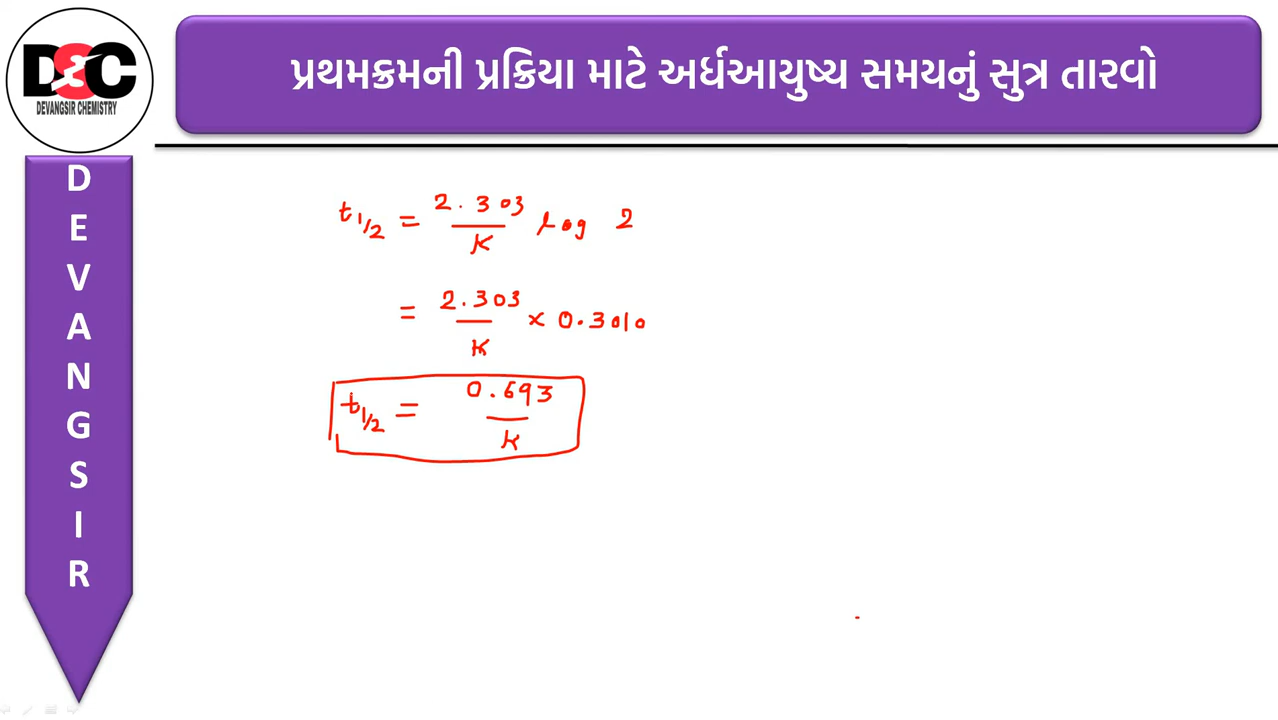 DSC
DEVANGSIR CHEMISTRY
પ્રથમક્રમની પ્રક્રિયા માટે અર્ધઆયુષ્ય સમયનું સુત્ર તારવો
D
E
V
A
N
G
S
I
R
t1/2 = 2.303/K log 2
= 2.303/K × 0.3010
t1/2 = 0.693/K